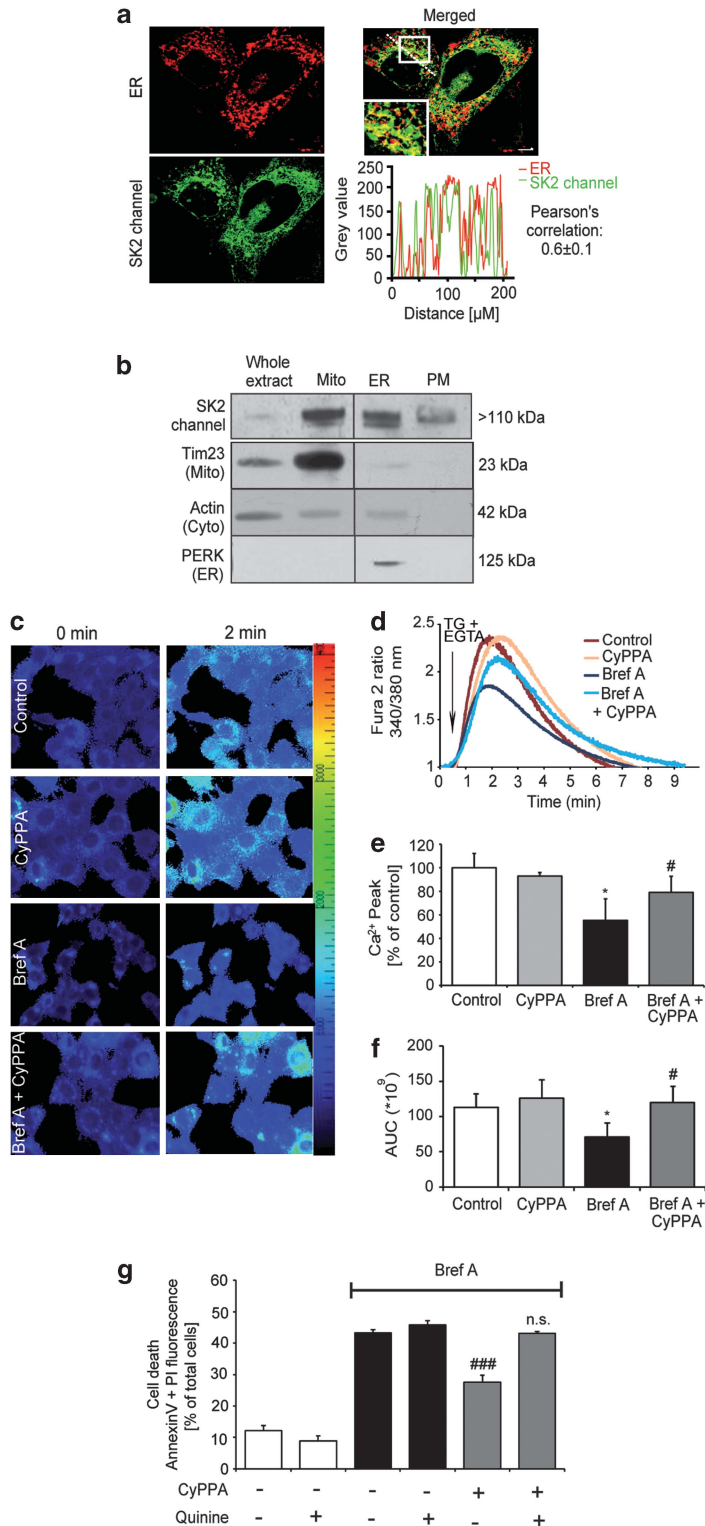 a
Merged
ER
SK2 channel
ER
SK2 channel
Grey value
250
200
150
100
50
0
0
100
200
Distance [µM]
Pearson's
correlation:
0.6±0.1
b
Whole
extract
Mito
ER
PM
SK2
channel
>110 kDa
Tim23
(Mito)
23 kDa
Actin
(Cyto)
42 kDa
PERK
(ER)
125 kDa
c
0 min
2 min
Control
CyPPA
Bref A
Bref A + CyPPA
3000
2000
d
TG +
EGTA
Control
CyPPA
Bref A
Bref A
+ CyPPA
Fura 2 ratio
340/380 nm
2.5
2
1.5
1
0 1 2 3 4 5 6 7 8 9
Time (min)
e
Ca2+ Peak
[% of control]
120
100
80
60
40
20
0
*
#
Control
CyPPA
Bref A
Bref A +
CyPPA
f
AUC (*10^9)
200
150
100
50
0
*
#
Control
CyPPA
Bref A
Bref A +
CyPPA
g
Bref A
Cell death
AnnexinV + PI fluorescence
[% of total cells]
60
50
40
30
20
10
0
###
n.s.
CyPPA - - - - + +
Quinine - + - + - +